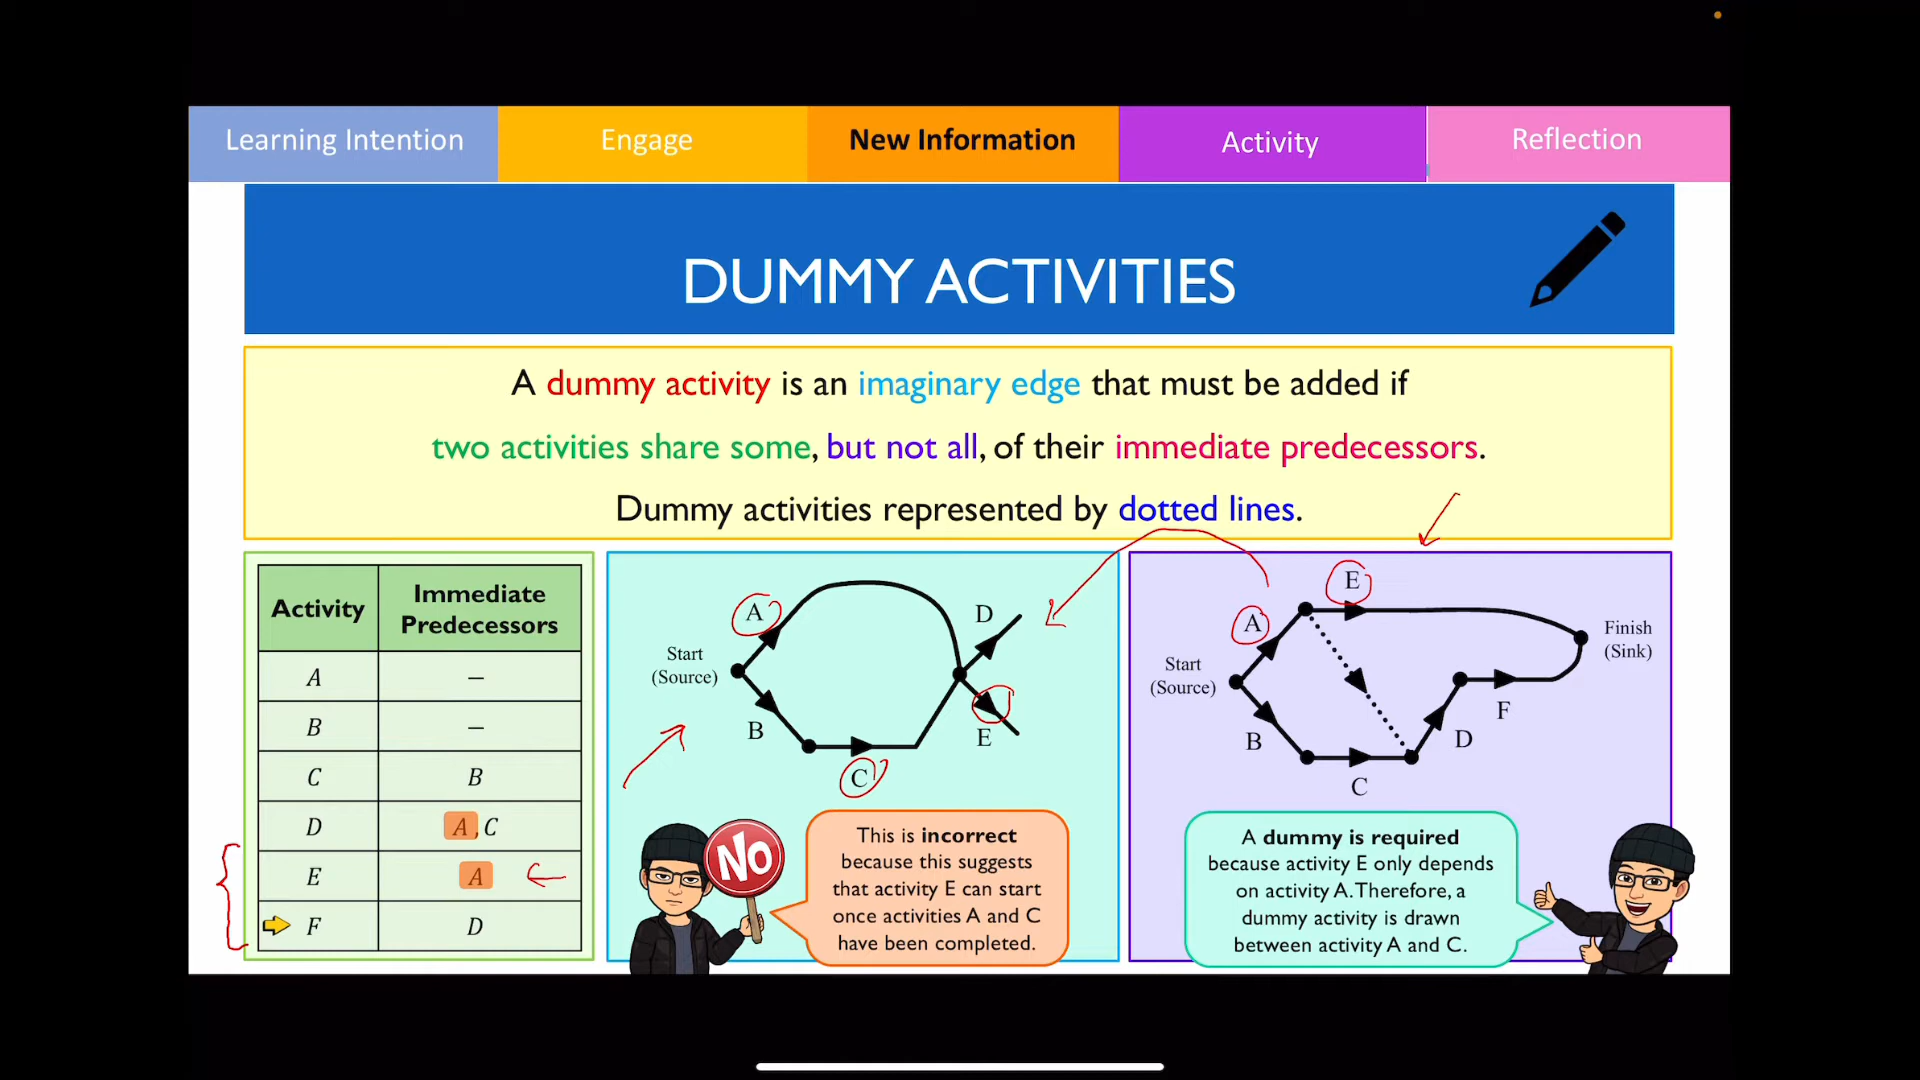 Learning Intention
Engage
New Information
Activity
Reflection
DUMMY ACTIVITIES
A dummy activity is an imaginary edge that must be added if
two activities share some, but not all, of their immediate predecessors.
Dummy activities represented by dotted lines.
Activity
Immediate
Predecessors
A –
B –
C B
D A , C
E A
F D
A
D
Start
(Source)
B
C
E
NO
This is incorrect
because this suggests
that activity E can start
once activities A and C
have been completed.
E
A
Finish
(Sink)
Start
(Source)
B
C
D
F
A dummy is required
because activity E only depends
on activity A. Therefore, a
dummy activity is drawn
between activity A and C.